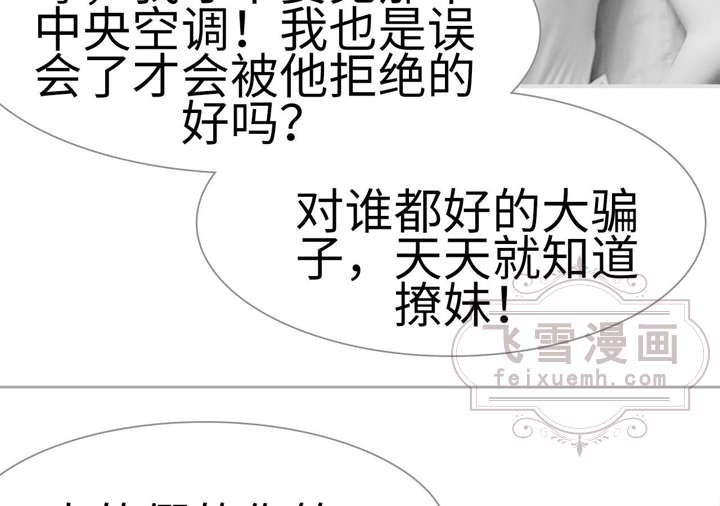 中央空调！我也是误
会了才会被他拒绝的
好吗？
对谁都好的大骗
子，天天就知道
撩妹！
飞雪漫画
feixuemh.com